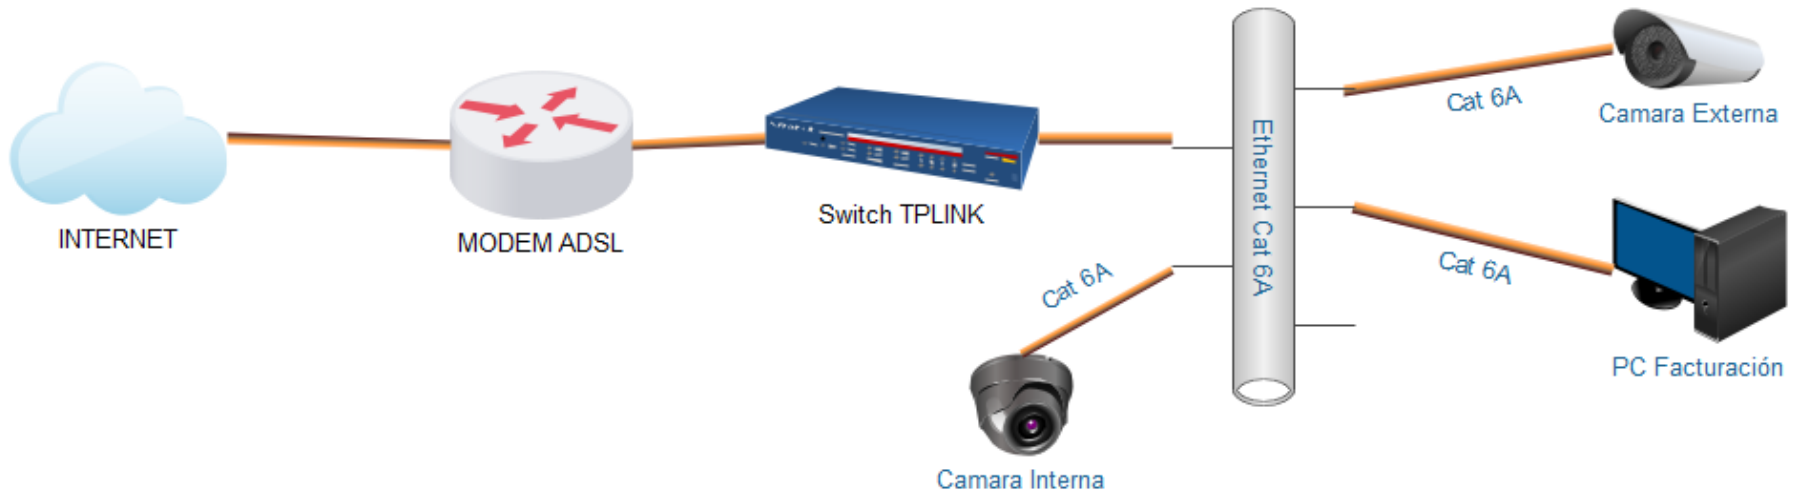 INTERNET
MODEM ADSL
Switch TPLINK
Cat 6A
Camara Interna
Ethernet Cat 6A
Cat 6A
Camara Externa
Cat 6A
PC Facturación